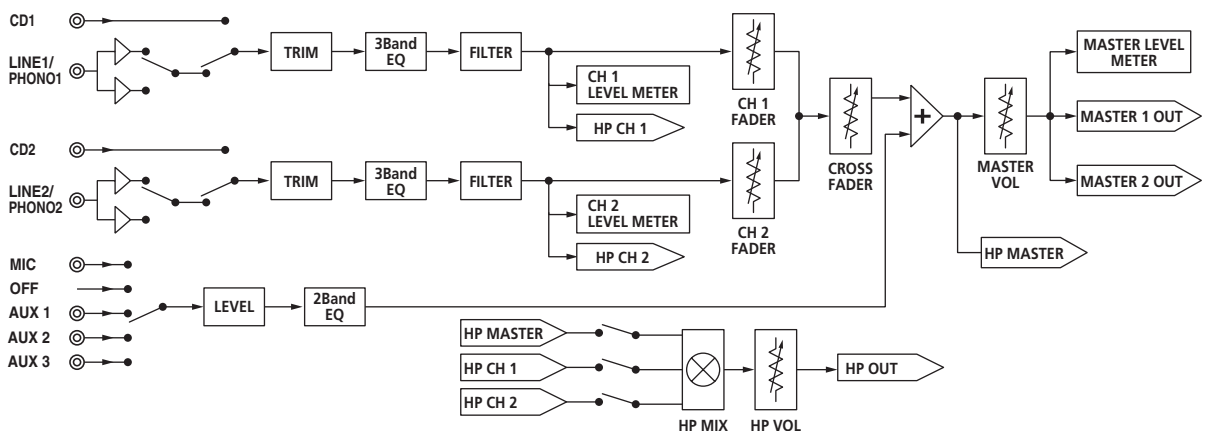 CD1
LINE1/
PHONO1
TRIM
3Band
EQ
FILTER
CH 1
LEVEL METER
HP CH 1
CH 1
FADER
CD2
LINE2/
PHONO2
TRIM
3Band
EQ
FILTER
CH 2
LEVEL METER
HP CH 2
CH 2
FADER
CROSS
FADER
+
MASTER
VOL
MASTER LEVEL
METER
MASTER 1 OUT
MASTER 2 OUT
HP MASTER
MIC
OFF
AUX 1
AUX 2
AUX 3
LEVEL
2Band
EQ
HP MASTER
HP CH 1
HP CH 2
HP MIX
HP VOL
HP OUT